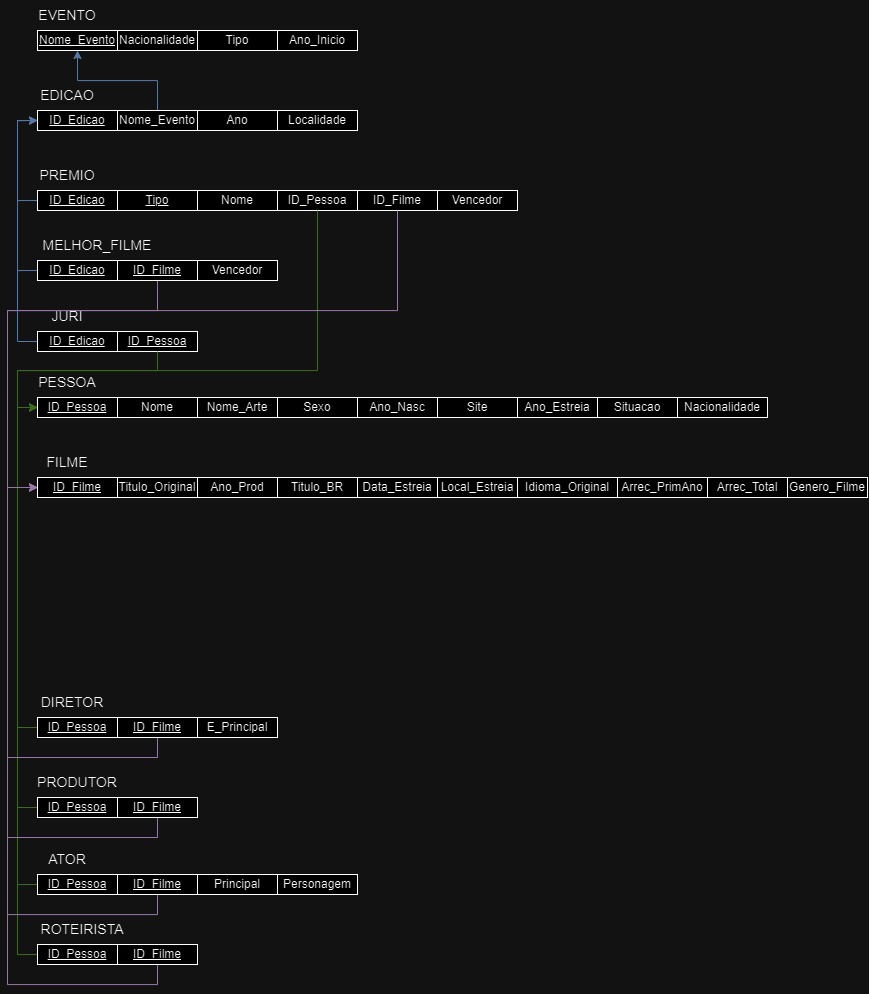 EVENTO
Nome_Evento Nacionalidade Tipo Ano_Inicio
EDICAO
ID_Edicao Nome_Evento Ano Localidade
PREMIO
ID_Edicao Tipo Nome ID_Pessoa ID_Filme Vencedor
MELHOR_FILME
ID_Edicao ID_Filme Vencedor
JURI
ID_Edicao ID_Pessoa
PESSOA
ID_Pessoa Nome Nome_Arte Sexo Ano_Nasc Site Ano_Estreia Situacao Nacionalidade
FILME
ID_Filme Titulo_Original Ano_Prod Titulo_BR Data_Estreia Local_Estreia Idioma_Original Arrec_PrimAno Arrec_Total Genero_Filme
DIRETOR
ID_Pessoa ID_Filme E_Principal
PRODUTOR
ID_Pessoa ID_Filme
ATOR
ID_Pessoa ID_Filme Principal Personagem
ROTEIRISTA
ID_Pessoa ID_Filme